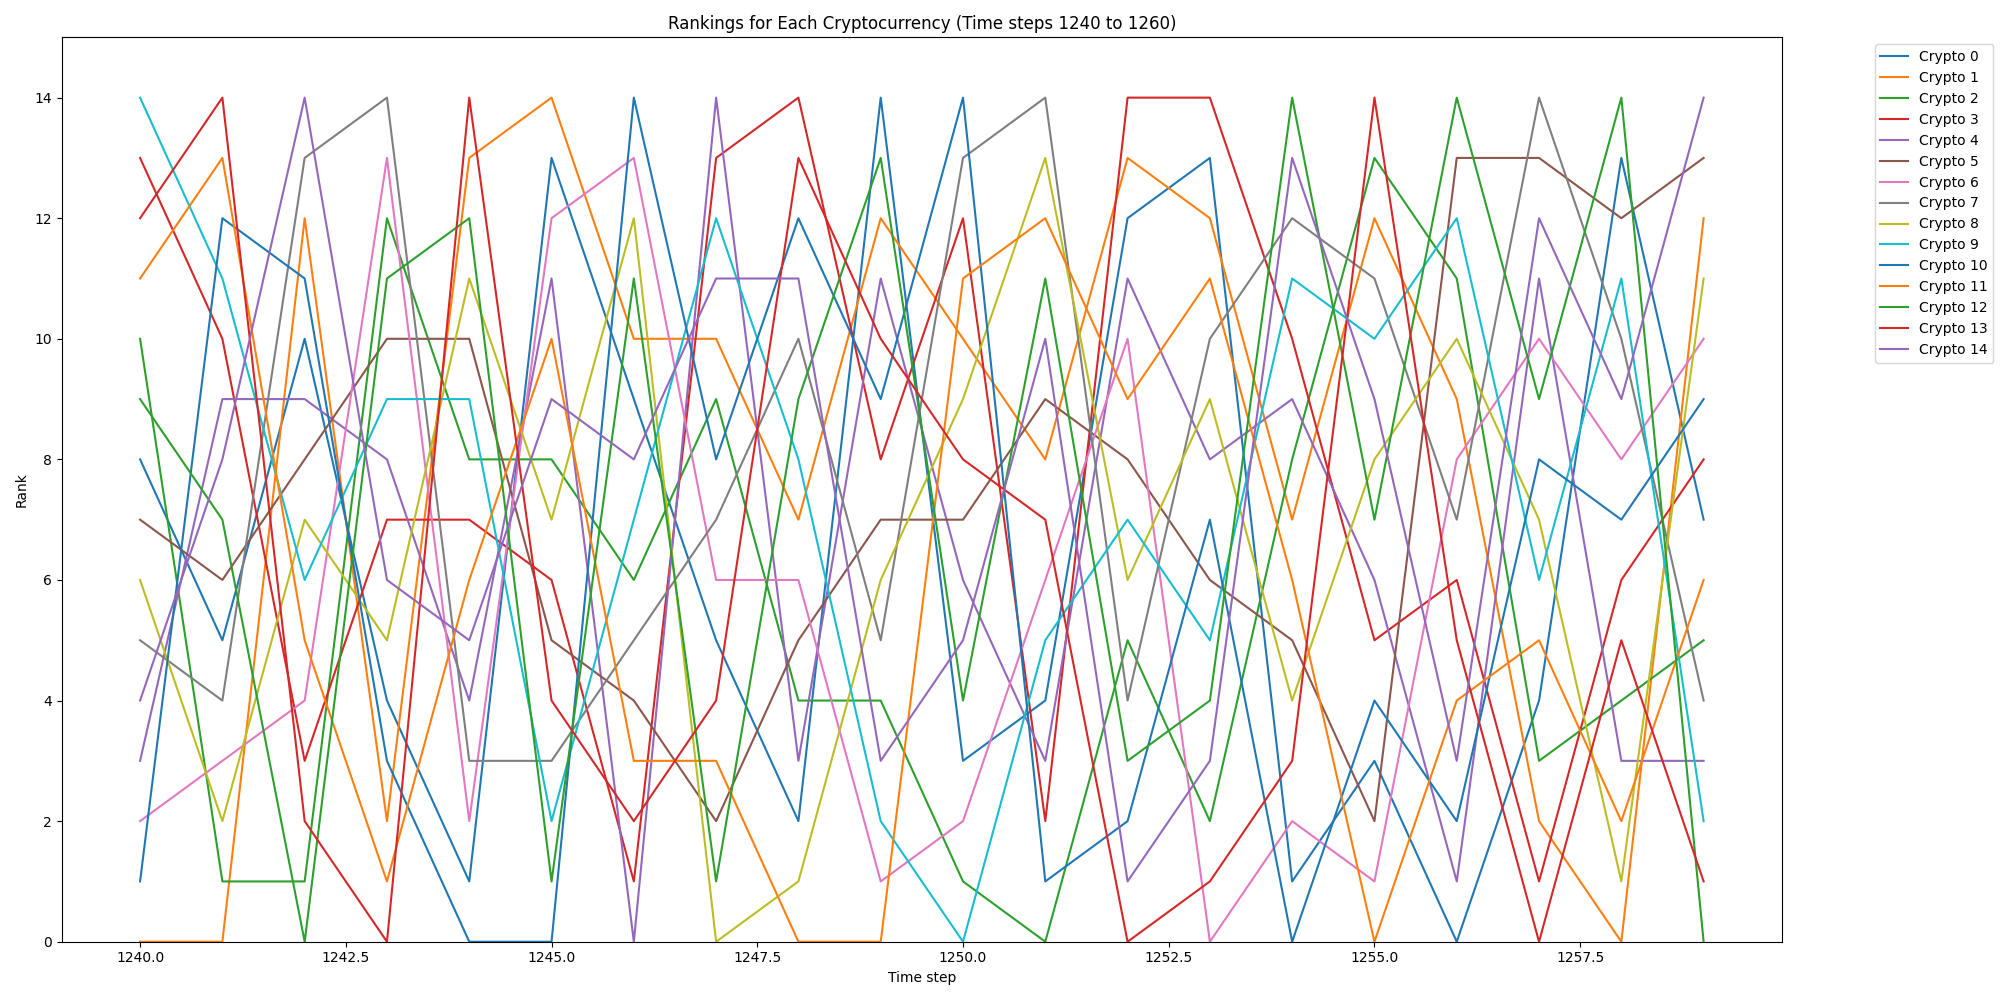 Rankings for Each Cryptocurrency (Time steps 1240 to 1260)
14
12
10
8
6
4
2
0
Rank
1240.0 1242.5 1245.0 1247.5 1250.0 1252.5 1255.0 1257.5
Time step
Crypto 0
Crypto 1
Crypto 2
Crypto 3
Crypto 4
Crypto 5
Crypto 6
Crypto 7
Crypto 8
Crypto 9
Crypto 10
Crypto 11
Crypto 12
Crypto 13
Crypto 14